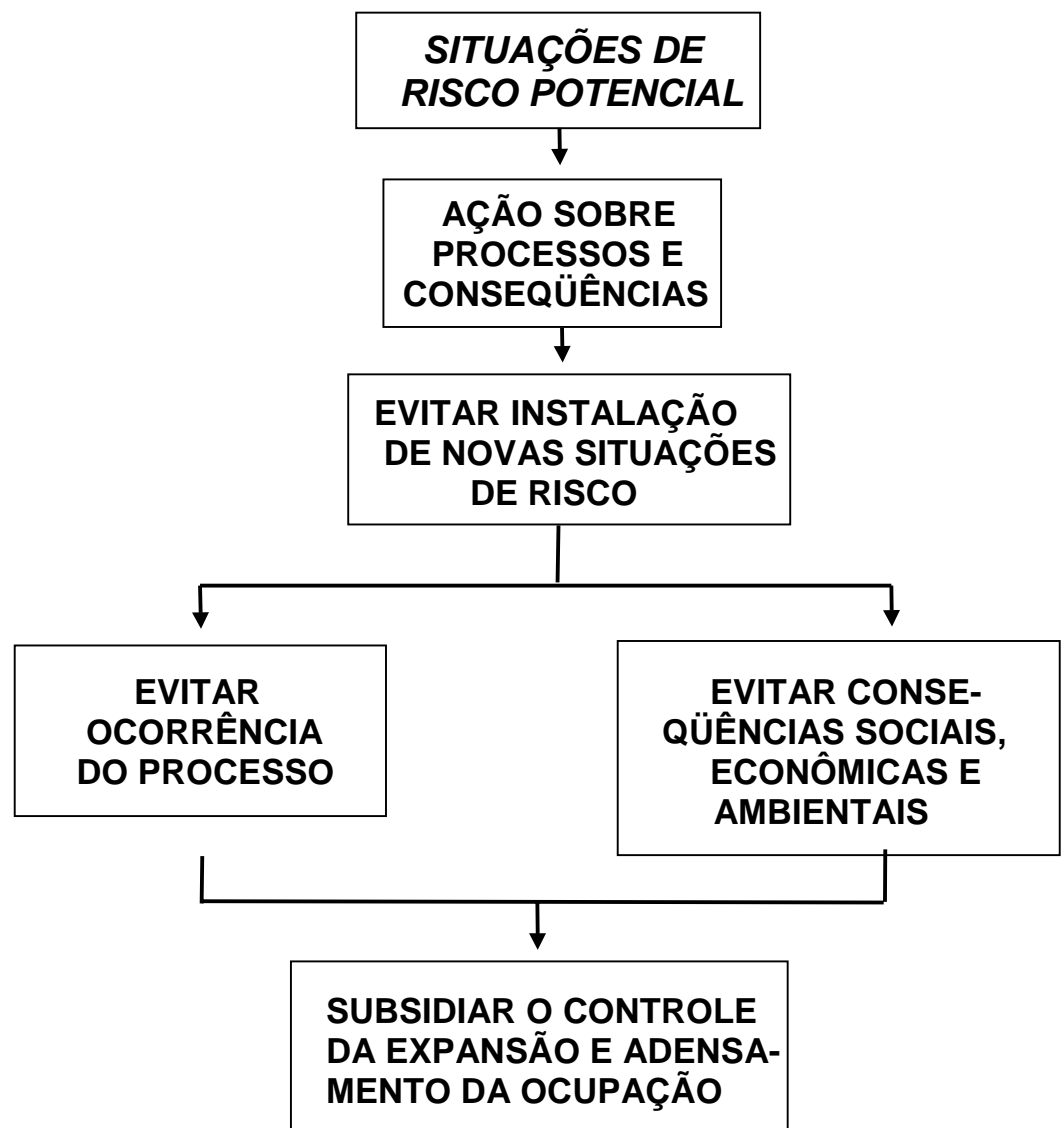 SITUAÇÕES DE
RISCO POTENCIAL
AÇÃO SOBRE
PROCESSOS E
CONSEQÜÊNCIAS
EVITAR INSTALAÇÃO
DE NOVAS SITUAÇÕES
DE RISCO
EVITAR
OCORRÊNCIA
DO PROCESSO
EVITAR CONSE-
QÜÊNCIAS SOCIAIS,
ECONÔMICAS E
AMBIENTAIS
SUBSIDIAR O CONTROLE
DA EXPANSÃO E ADENSA-
MENTO DA OCUPAÇÃO